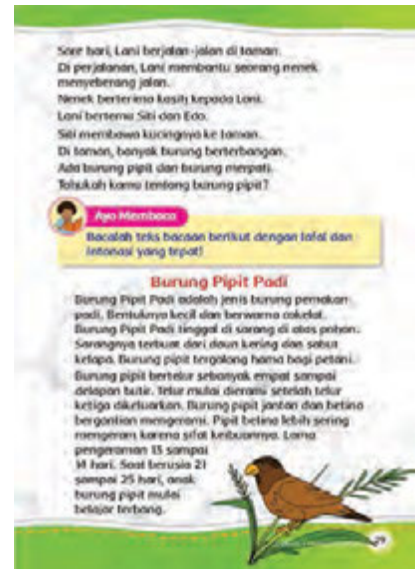 Sore hari, Lani berjalan-jalan di taman.
Di perjalanan, Lani membantu seorang nenek
menyeberang jalan.
Nenek berterima kasih kepada Lani.
Lani bertemu Siti dan Edo.
Siti membawa kucingnya ke taman.
Di taman, banyak burung berterbangan.
Ada burung pipit dan burung merpati.
Tahukah kamu tentang burung pipit?
Ayo Membaca
Bacalah teks bacaan berikut dengan lafal dan
intonasi yang tepat!
Burung Pipit Padi
Burung Pipit Padi adalah jenis burung pemakan
padi. Bentuknya kecil dan berwarna cokelat.
Burung Pipit Padi tinggal di sarang di atas pohon.
Sarangnya terbuat dari daun kering dan sabut
kelapa. Burung pipit tergolong hama bagi petani.
Burung pipit bertelur sebanyak empat sampai
delapan butir. Telur mulai dierami setelah telur
ketiga dikeluarkan. Burung pipit jantan dan betina
bergantian mengerami. Pipit betina lebih sering
mengeram karena sifat keibuannya. Lama
pengeraman 13 sampai
14 hari. Saat berusia 21
sampai 25 hari, anak
burung pipit mulai
belajar terbang.